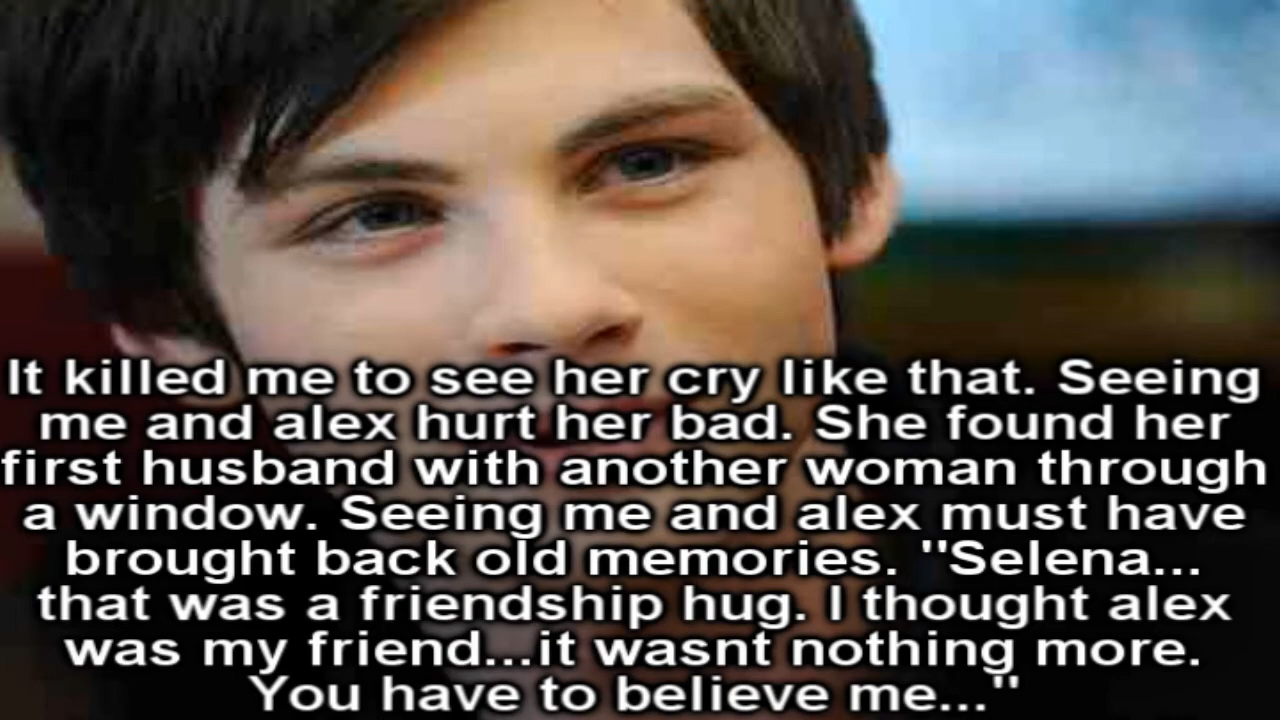 It killed me to see her cry like that. Seeing
me and alex hurt her bad. She found her
first husband with another woman through
a window. Seeing me and alex must have
brought back old memories. "Selena...
that was a friendship hug. I thought alex
was my friend...it wasnt nothing more.
You have to believe me..."